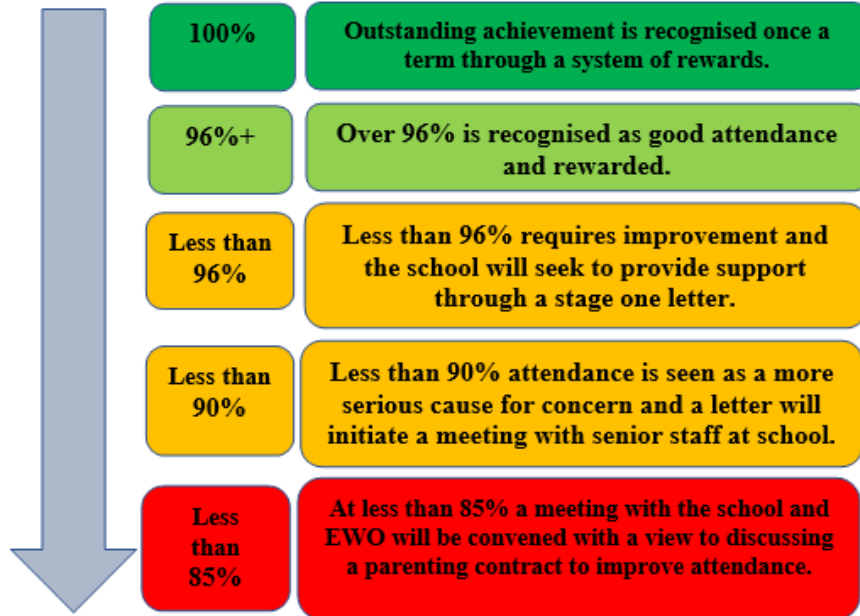 100%
Outstanding achievement is recognised once a
term through a system of rewards.
96%+
Over 96% is recognised as good attendance
and rewarded.
Less than
96%
Less than 96% requires improvement and
the school will seek to provide support
through a stage one letter.
Less than
90%
Less than 90% attendance is seen as a more
serious cause for concern and a letter will
initiate a meeting with senior staff at school.
Less
than
85%
At less than 85% a meeting with the school and
EWO will be convened with a view to discussing
a parenting contract to improve attendance.